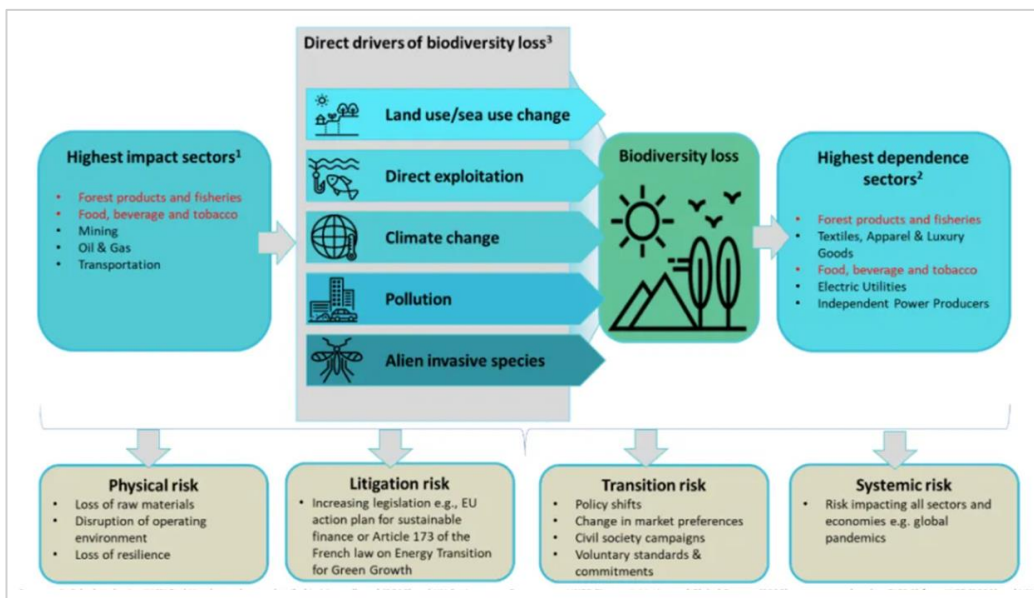 Direct drivers of biodiversity loss³
Highest impact sectors¹
• Forest products and fisheries
• Food, beverage and tobacco
• Mining
• Oil & Gas
• Transportation
Land use/sea use change
Direct exploitation
Climate change
Pollution
Alien invasive species
Biodiversity loss
Highest dependence
sectors²
• Forest products and fisheries
• Textiles, Apparel & Luxury
Goods
• Food, beverage and tobacco
• Electric Utilities
• Independent Power Producers
Physical risk
• Loss of raw materials
• Disruption of operating
environment
• Loss of resilience
Litigation risk
• Increasing legislation e.g., EU
action plan for sustainable
finance or Article 173 of the
French law on Energy Transition
for Green Growth
Transition risk
• Policy shifts
• Change in market preferences
• Civil society campaigns
• Voluntary standards &
commitments
Systemic risk
• Risk impacting all sectors and
economies e.g. global
pandemics